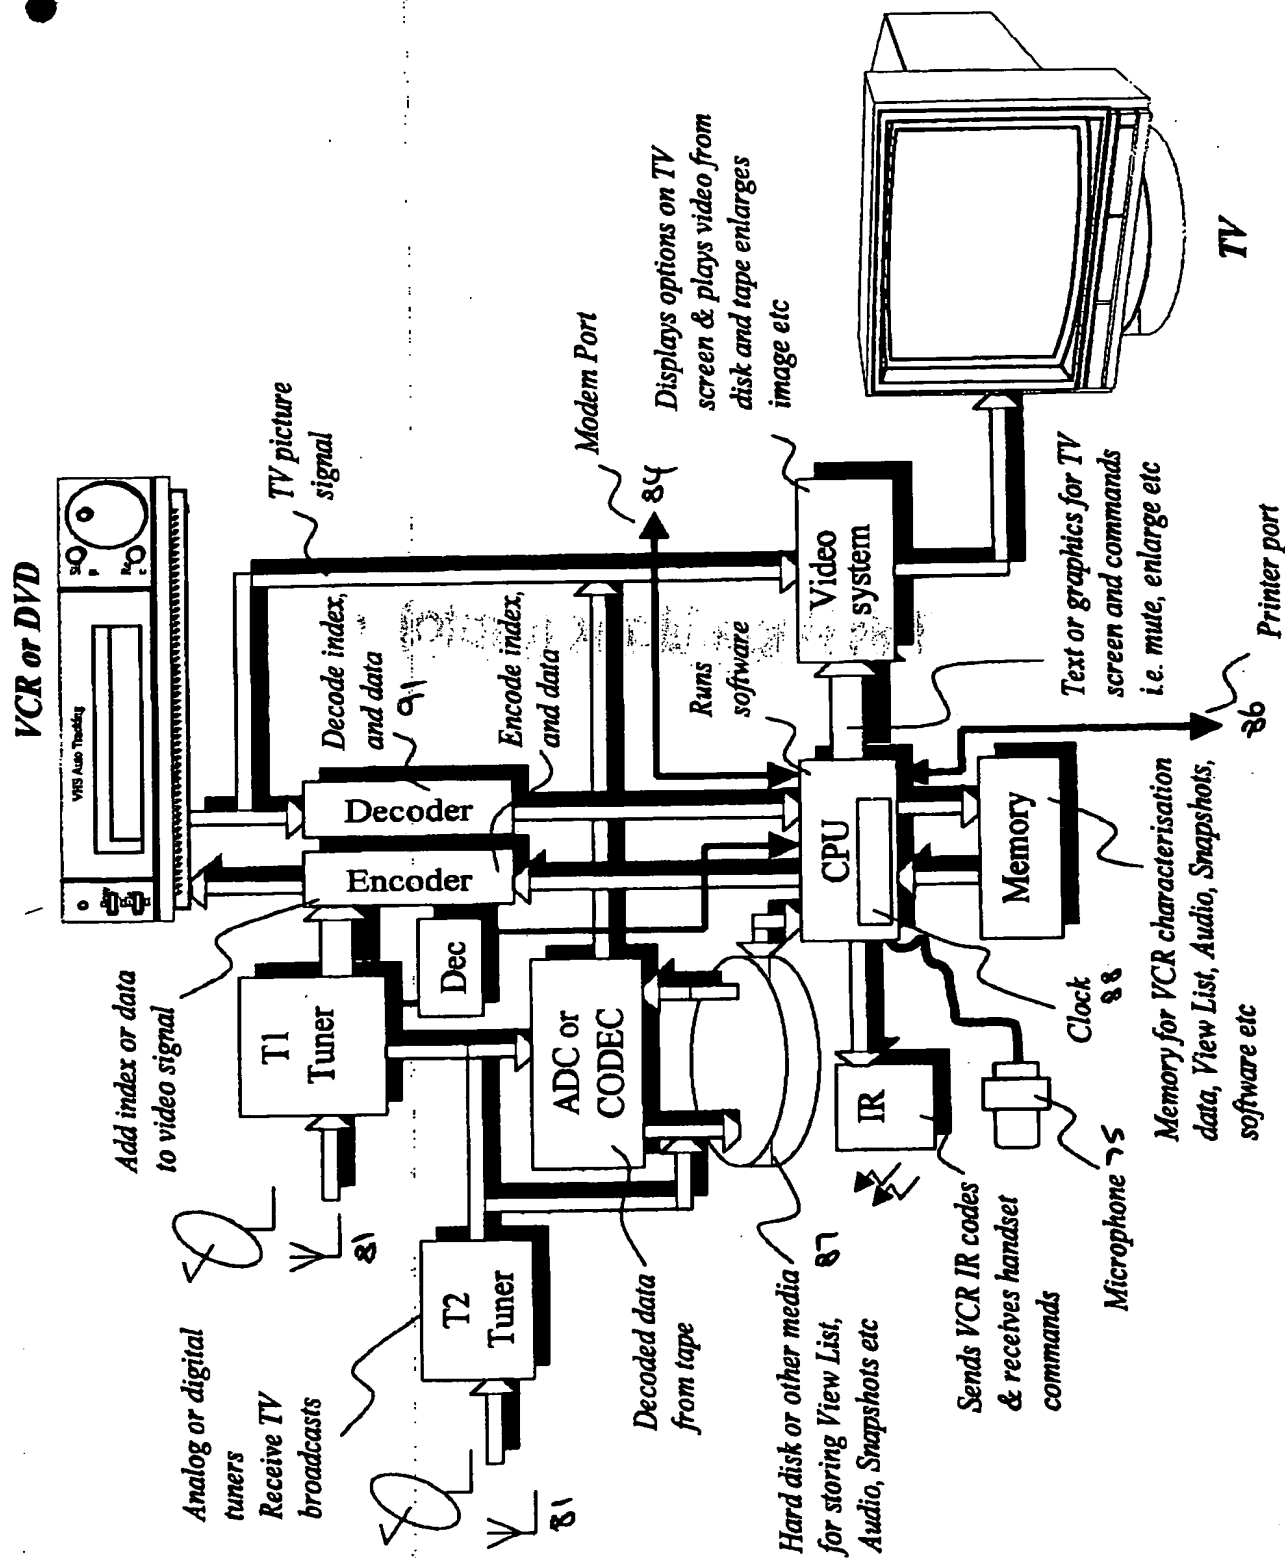 VCR or DVD
VHS Auto Tracking
TV picture
signal
Decode index,
and data
91
Encode index,
and data
Modem Port
84
Displays options on TV
screen & plays video from
disk and tape enlarges
image etc
TV
Analog or digital
tuners
Receive TV
broadcasts
81
81
Add index or data
to video signal
T1
Tuner
T2
Tuner
Decoder
Encoder
Dec
ADC or
CODEC
Runs
software
Video
system
CPU
Memory
IR
Decoded data
from tape
Hard disk or other media
for storing View List,
Audio, Snapshots etc
87
Sends VCR IR codes
& receives handset
commands
Microphone 75
Clock
88
Memory for VCR characterisation
data, View List, Audio, Snapshots,
software etc
Text or graphics for TV
screen and commands
i.e. mute, enlarge etc
86
Printer port